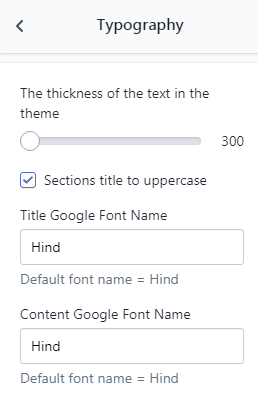 Typography
The thickness of the text in the
theme
300
Sections title to uppercase
Title Google Font Name
Hind
Default font name = Hind
Content Google Font Name
Hind
Default font name = Hind